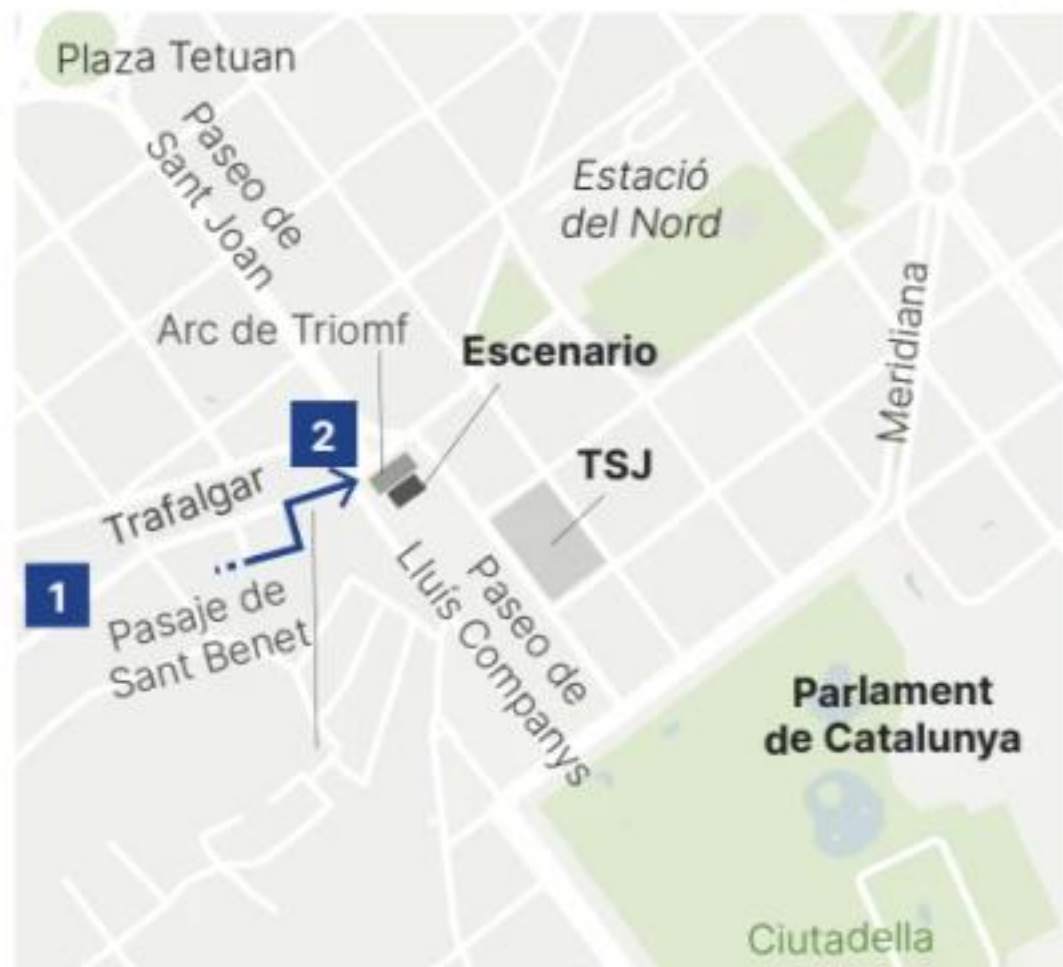 Plaza Tetuan
Paseo de
Sant Joan
Estació
del Nord
Arc de Triomf
Escenario
Meridiana
2
TSJ
Trafalgar
1
Pasaje de
Sant Benet
Paseo de
Lluís Companys
Parlament
de Catalunya
Ciutadella